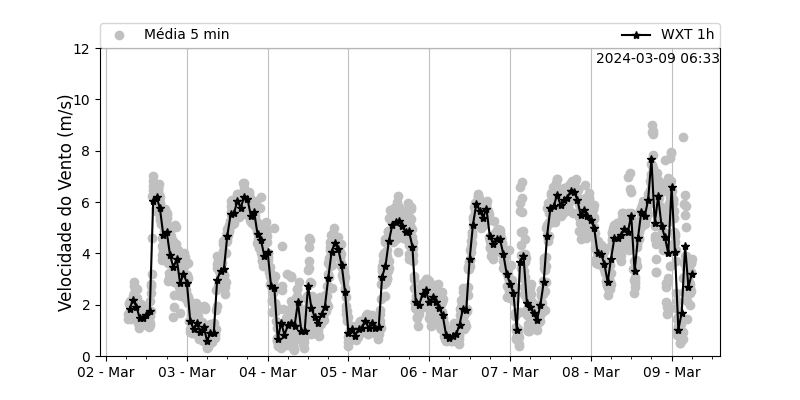 Média 5 min
WXT 1h
2024-03-09 06:33
Velocidade do Vento (m/s)
12
10
8
6
4
2
0
02 - Mar
03 - Mar
04 - Mar
05 - Mar
06 - Mar
07 - Mar
08 - Mar
09 - Mar